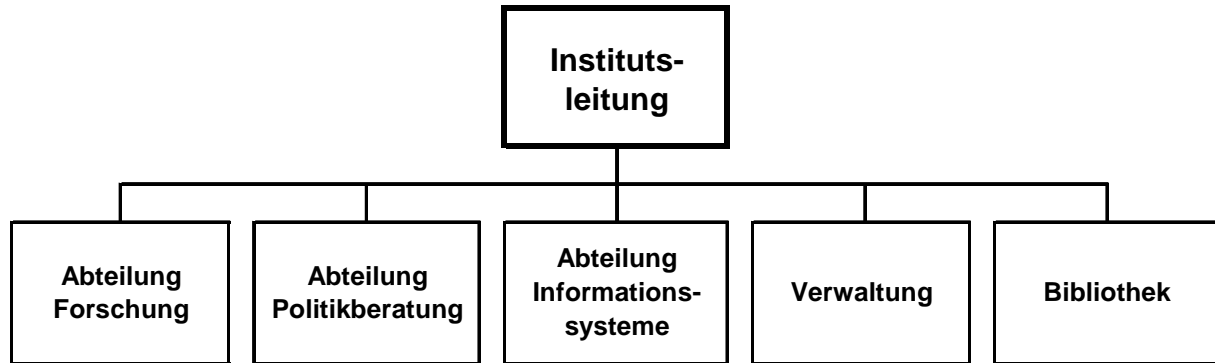 Instituts-
leitung
Abteilung
Forschung
Abteilung
Politikberatung
Abteilung
Informations-
systeme
Verwaltung
Bibliothek